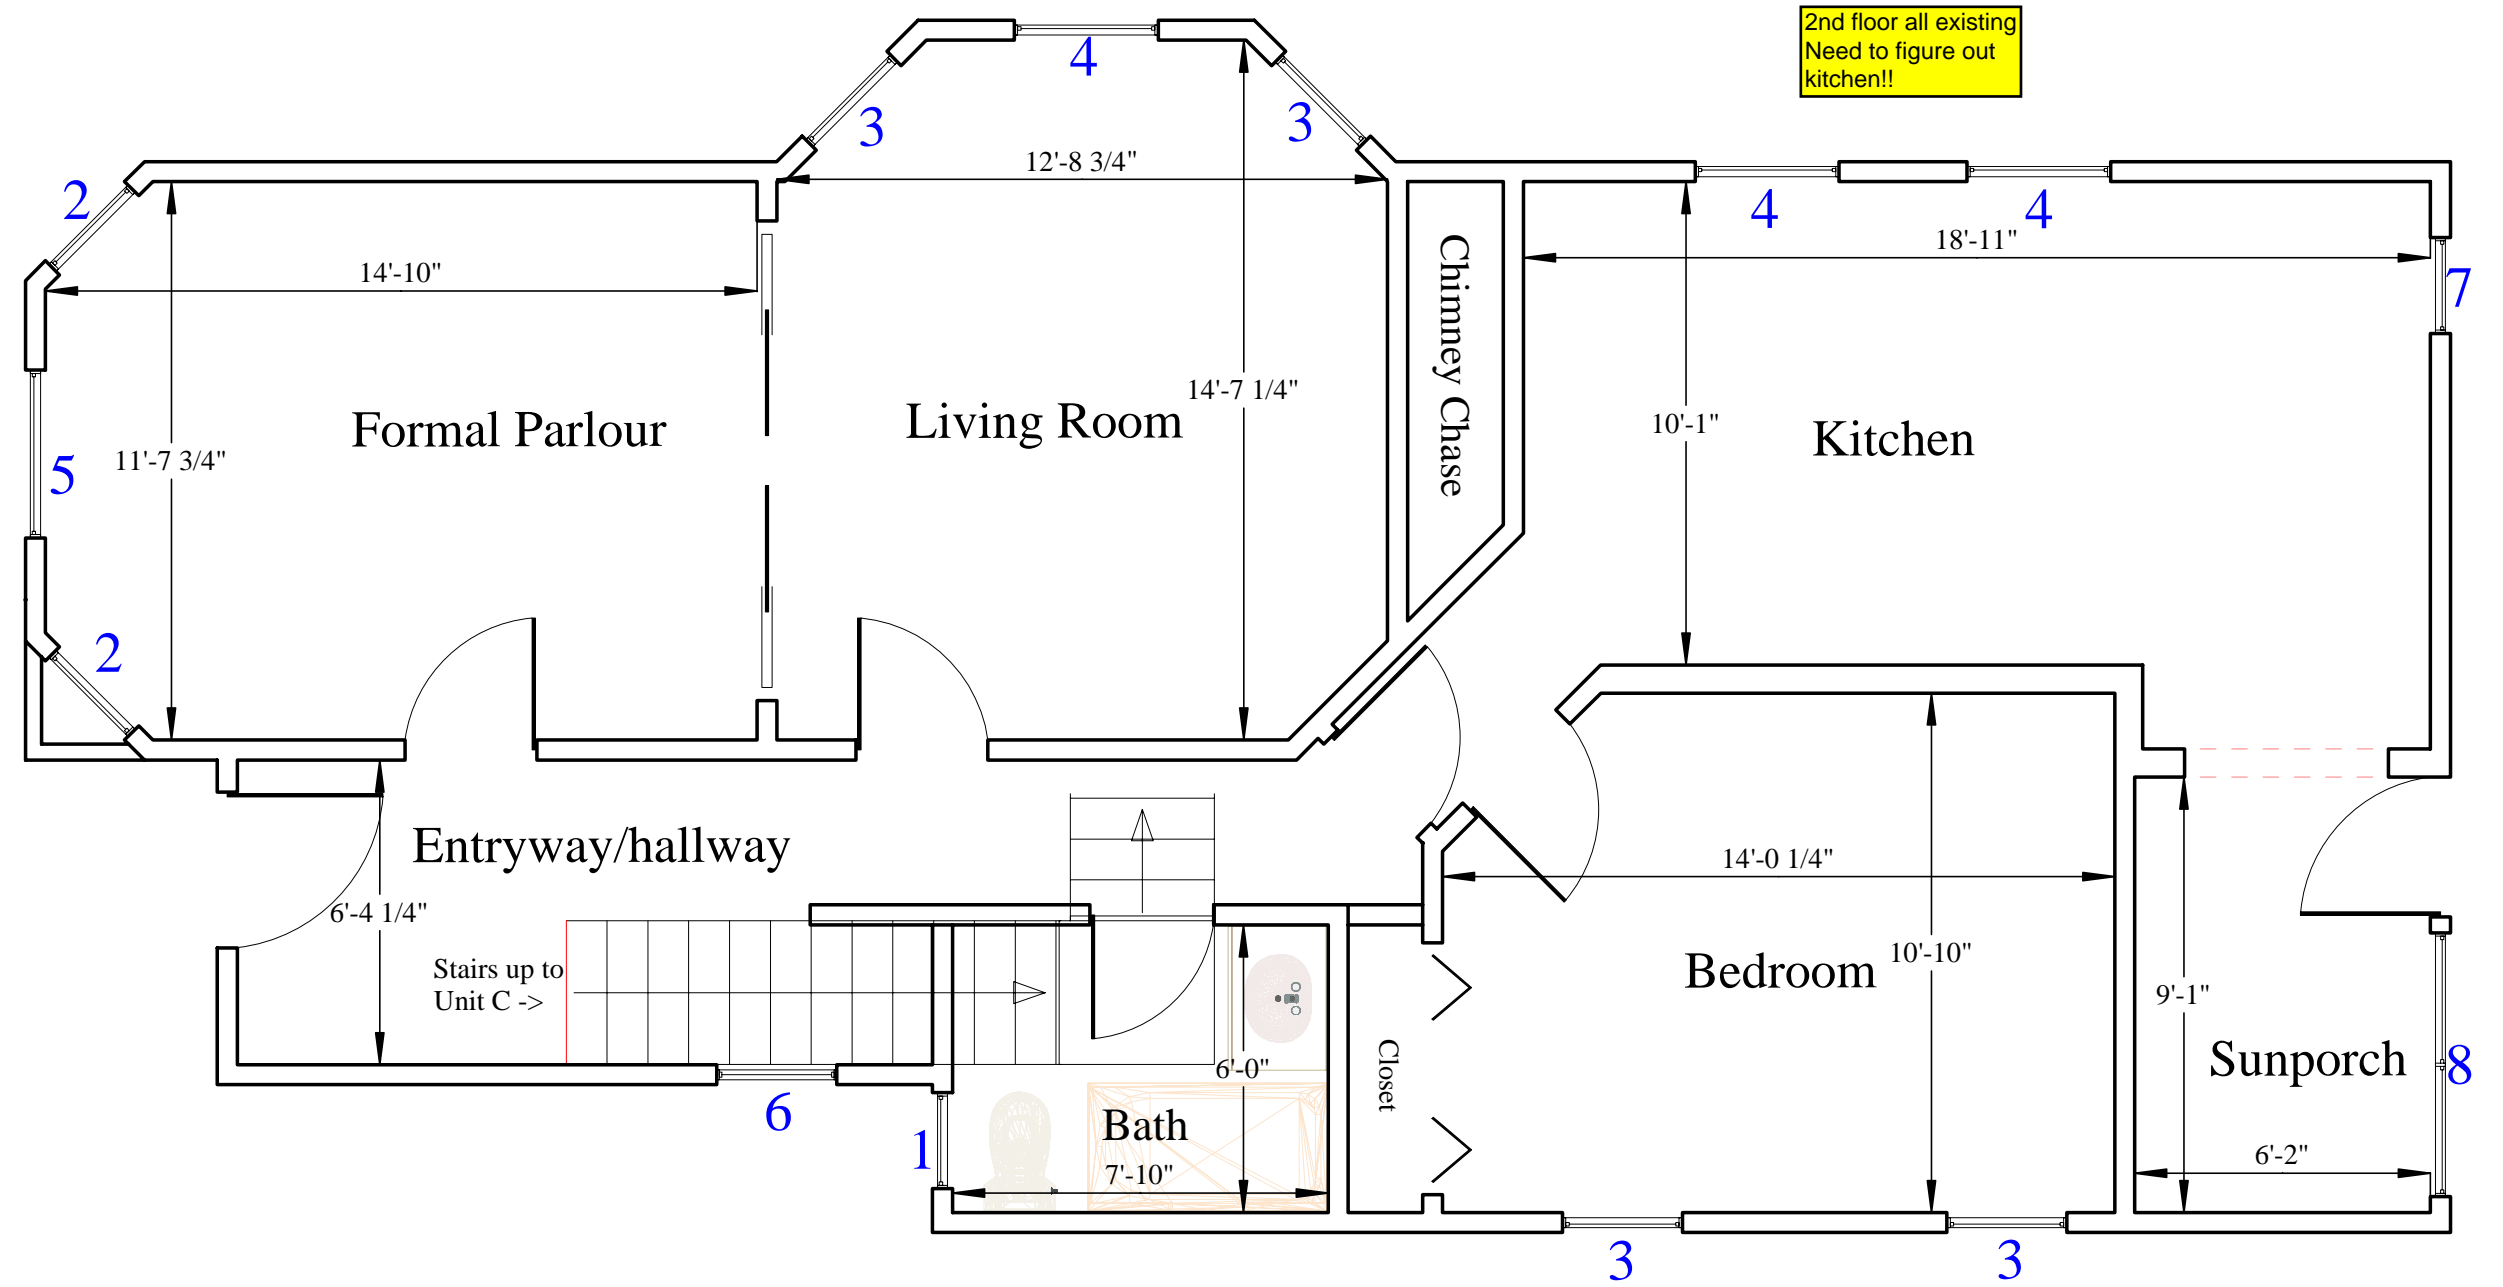 2nd floor all existing
Need to figure out
kitchen!!
4
3
3
12'-8 3/4"
2
4
4
18'-11"
14'-10"
7
Chimney Chase
14'-7 1/4"
10'-1"
Formal Parlour
Living Room
Kitchen
11'-7 3/4"
5
2
Entryway/hallway
14'-0 1/4"
6'-4 1/4"
10'-10"
Stairs up to
Unit C ->
Bedroom
9'-1"
Sunporch
6'-0"
Closet
8
6
1
Bath
7'-10"
6'-2"
3
3